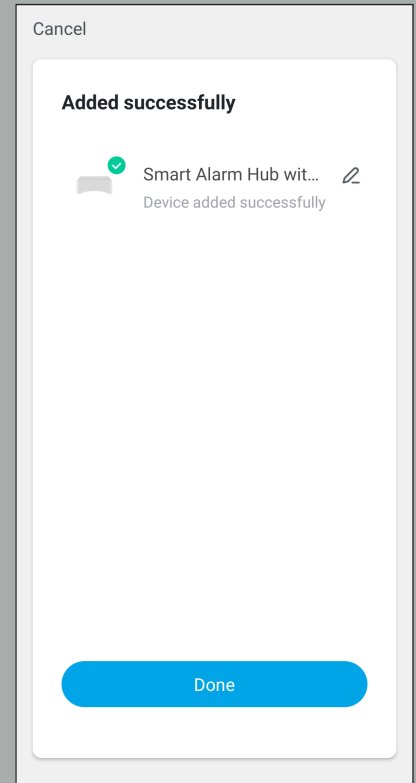 Cancel
Added successfully
Smart Alarm Hub wit...
Device added successfully
Done